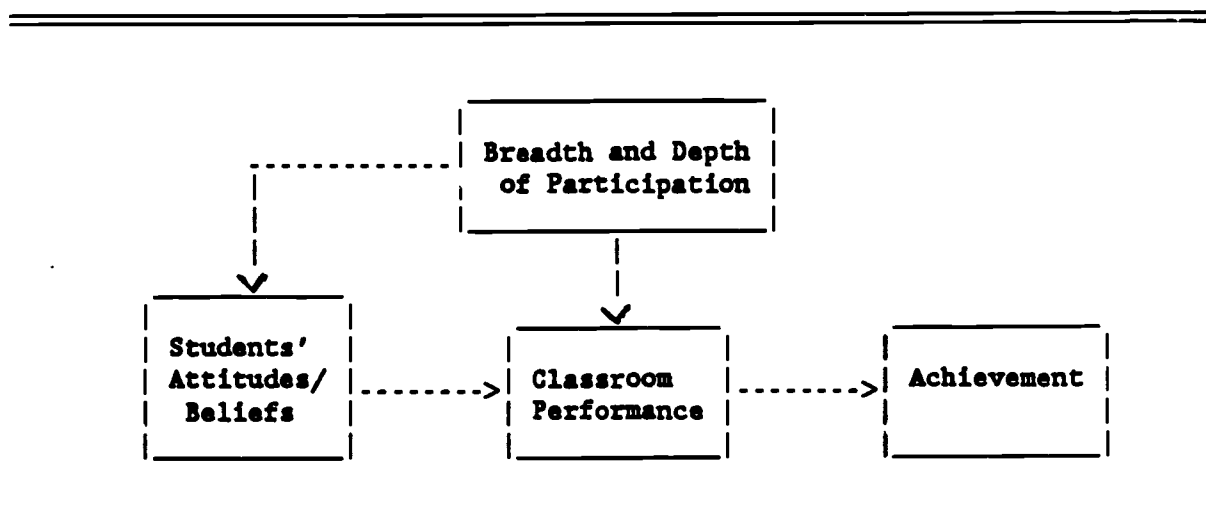 Breadth and Depth
of Participation
Students'
Attitudes/
Beliefs
Classroom
Performance
Achievement